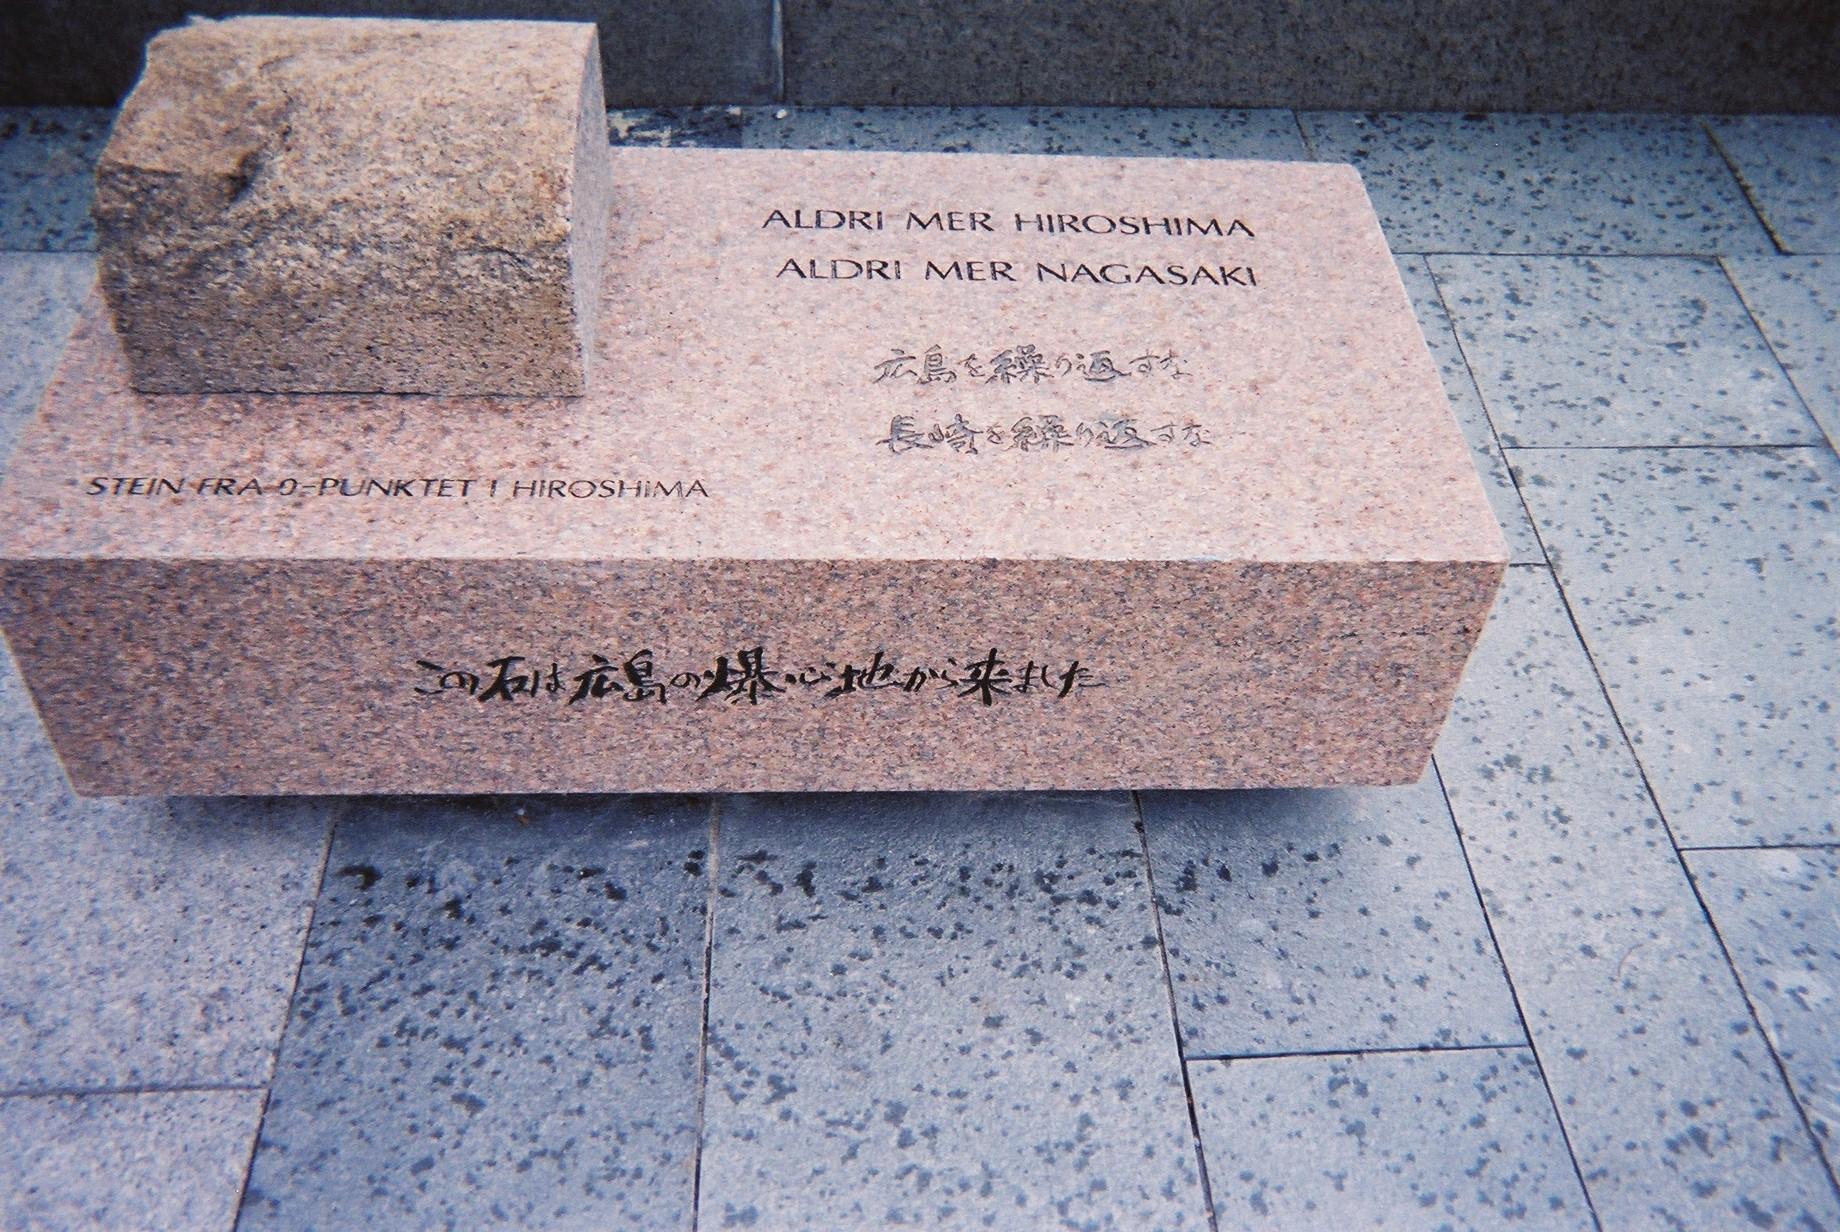 ALDRI MER HIROSHIMA
ALDRI MER NAGASAKI
広島を繰り返すな
長崎を繰り返すな
STEIN FRA 0-PUNKTET I HIROSHIMA
この石は広島の爆心地から来ました